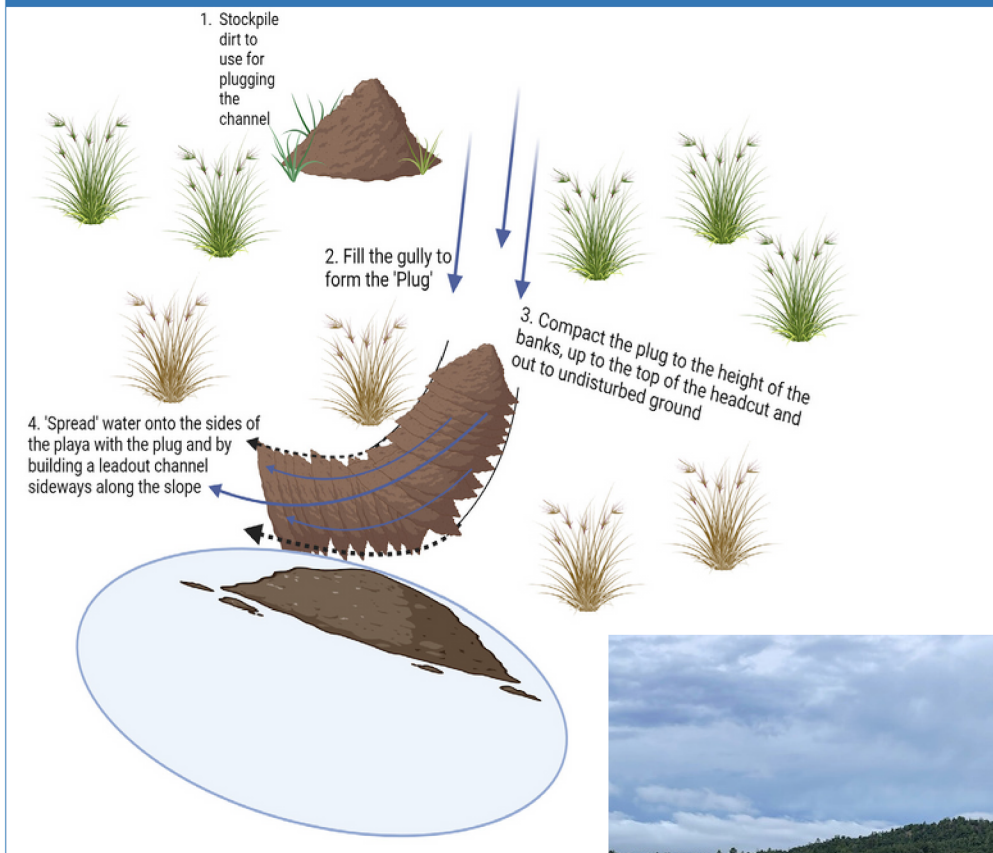 1. Stockpile
dirt to
use for
plugging
the
channel
2. Fill the gully to
form the 'Plug'
3. Compact the plug to the height of the
banks, up to the top of the headcut and
out to undisturbed ground
4. 'Spread' water onto the sides of
the playa with the plug and by
building a leadout channel
sideways along the slope